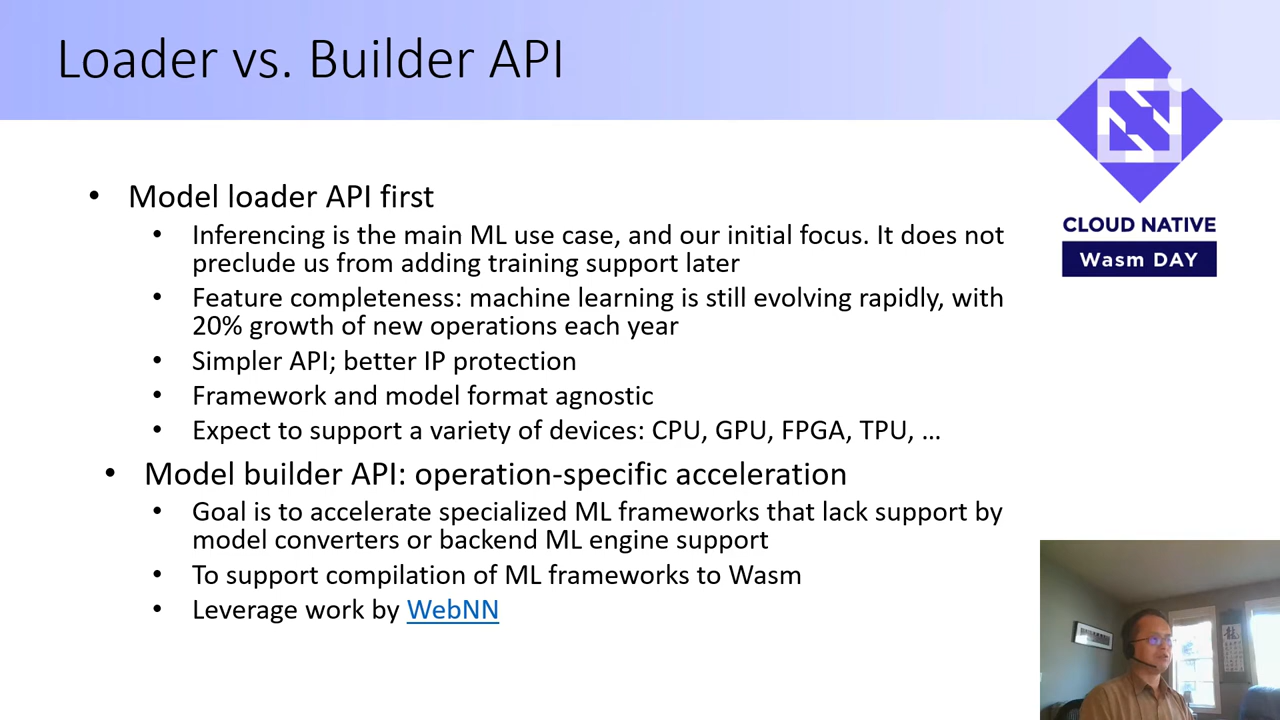 Loader vs. Builder API
CLOUD NATIVE
Wasm DAY
• Model loader API first
• Inferencing is the main ML use case, and our initial focus. It does not
preclude us from adding training support later
• Feature completeness: machine learning is still evolving rapidly, with
20% growth of new operations each year
• Simpler API; better IP protection
• Framework and model format agnostic
• Expect to support a variety of devices: CPU, GPU, FPGA, TPU, …
• Model builder API: operation-specific acceleration
• Goal is to accelerate specialized ML frameworks that lack support by
model converters or backend ML engine support
• To support compilation of ML frameworks to Wasm
• Leverage work by WebNN
龍